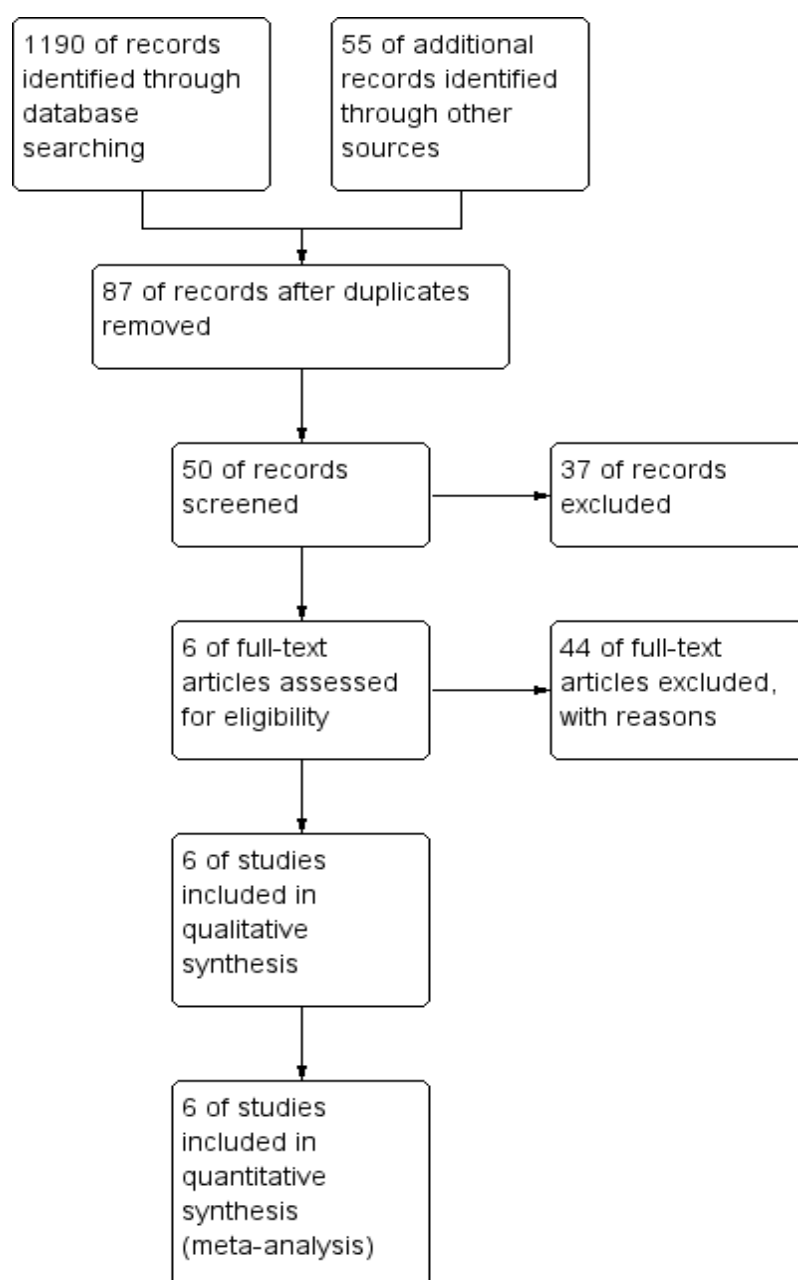 1190 of records
identified through
database
searching
55 of additional
records identified
through other
sources
87 of records after duplicates
removed
50 of records
screened
37 of records
excluded
6 of full-text
articles assessed
for eligibility
44 of full-text
articles excluded,
with reasons
6 of studies
included in
qualitative
synthesis
6 of studies
included in
quantitative
synthesis
(meta-analysis)